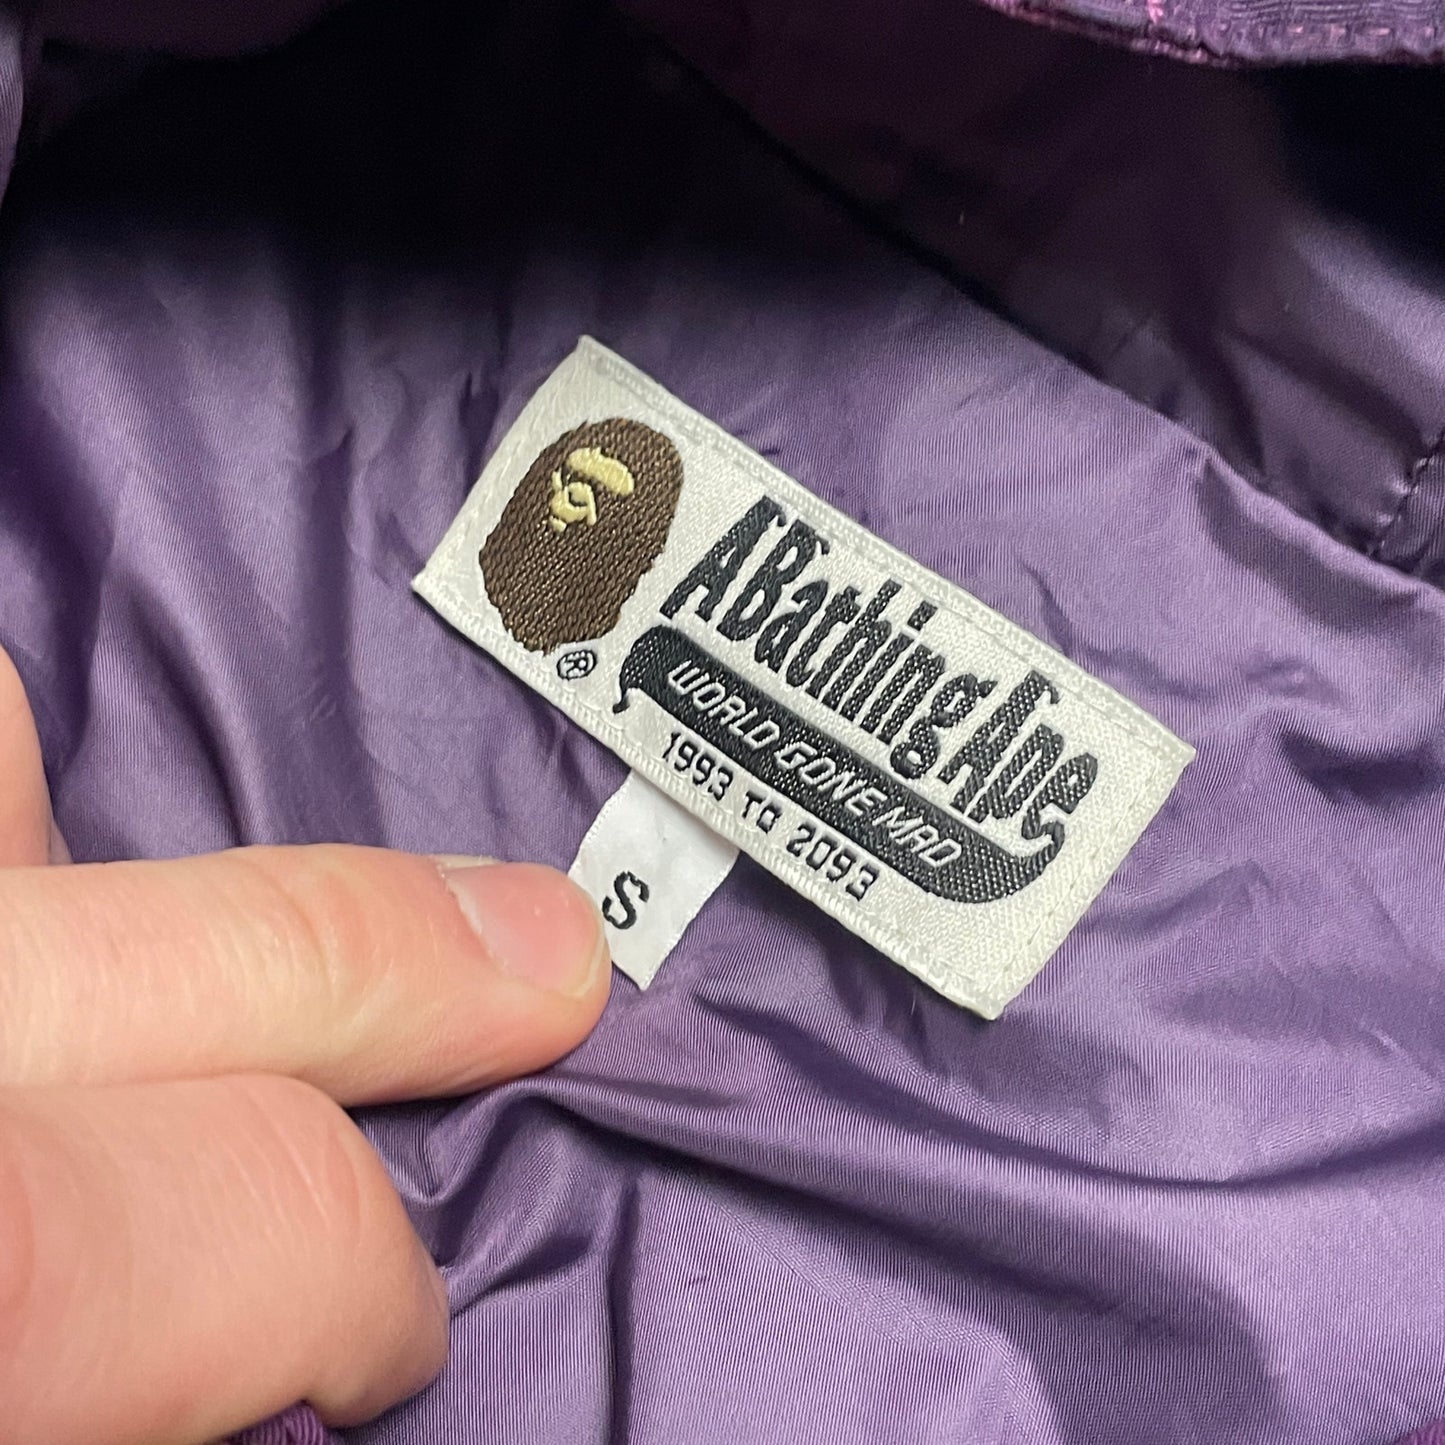 A Bathing Ape
®
WORLD GONE MAD
1993 TO 2093
S